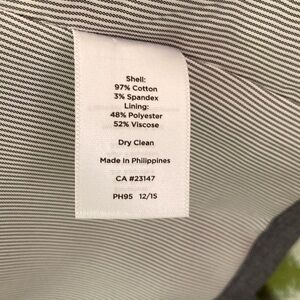 Shell:
97% Cotton
3% Spandex
Lining:
48% Polyester
52% Viscose
Dry Clean
Made In Philippines
CA #23147
PH95 12/15